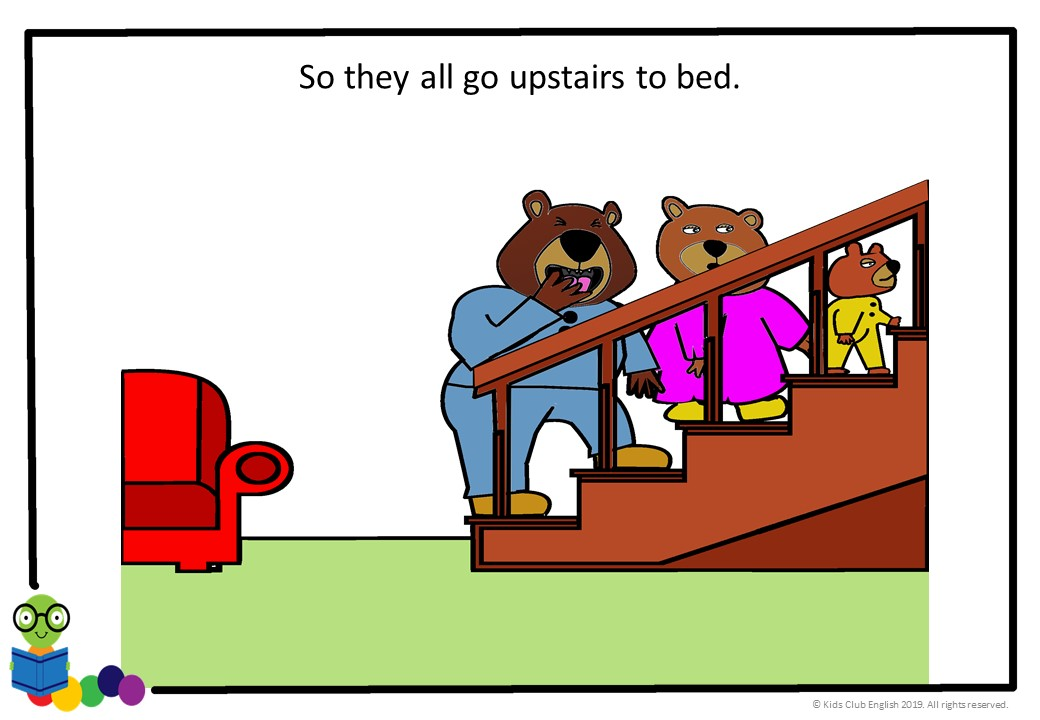 So they all go upstairs to bed.
© Kids Club English 2019. All rights reserved.